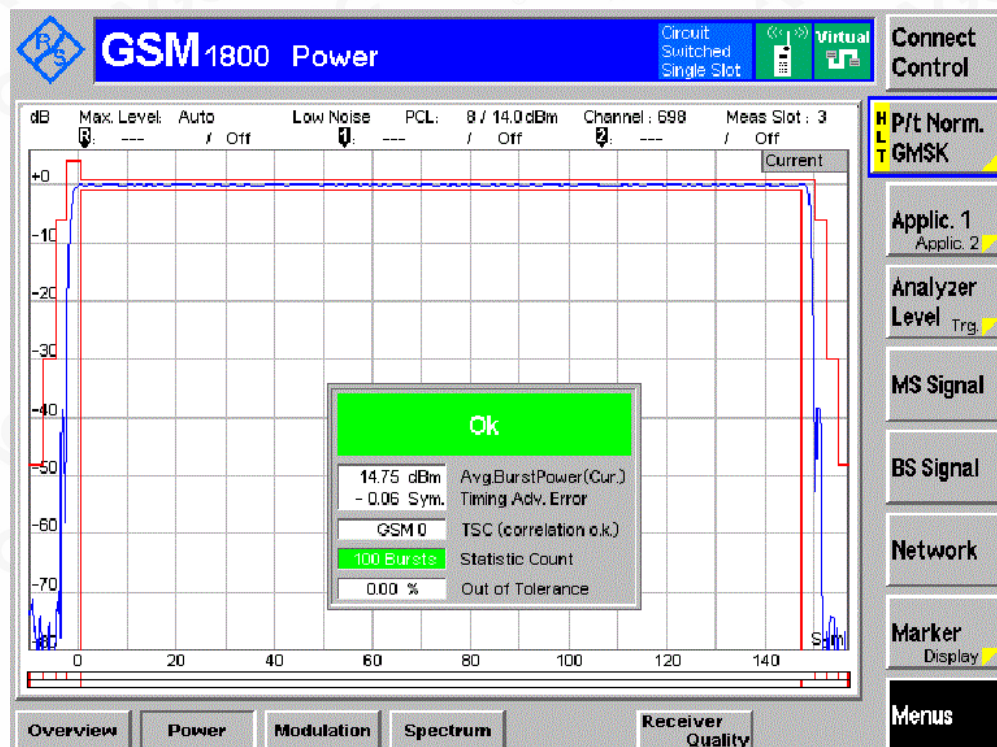 R/S
GSM 1800 Power
Circuit Switched Single Slot
Virtual
Connect Control
dB Max. Level: Auto Low Noise PCL: 8 / 14.0 dBm Channel : 698 Meas Slot : 3
R: --- / Off 1: --- / Off 2: --- / Off
Current
HLT
P/t Norm. GMSK
Applic. 1
Applic. 2
Analyzer Level Trg.
MS Signal
BS Signal
Network
Marker
Display
Menus
+0
-10
-20
-30
-40
-50
-60
-70
-80
Ok
14.75 dBm Avg.BurstPower(Cur.)
- 0.06 Sym. Timing Adv. Error
GSM 0 TSC (correlation o.k.)
100 Bursts Statistic Count
0.00 % Out of Tolerance
Sym
0 20 40 60 80 100 120 140
Overview Power Modulation Spectrum Receiver Quality